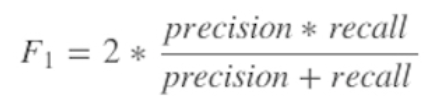 F₁ = 2 * precision * recall / precision + recall